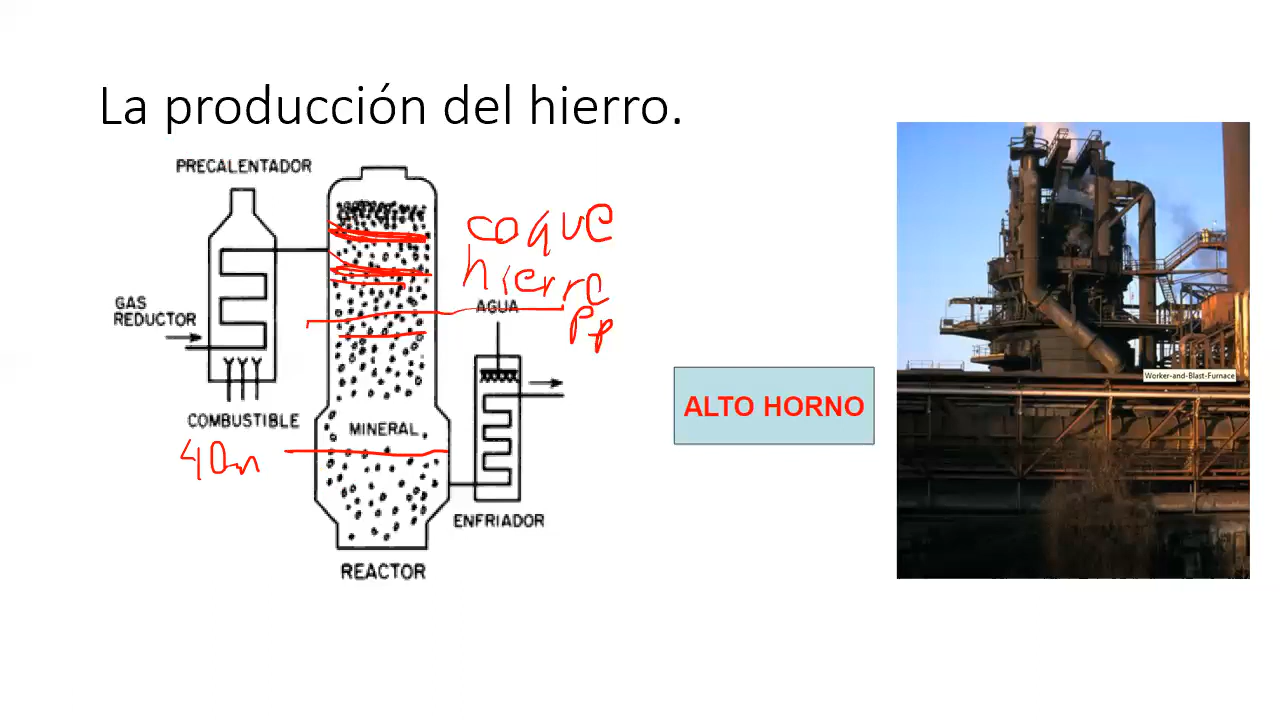 La producción del hierro.
PRECALENTADOR
GAS
REDUCTOR
COMBUSTIBLE
40m
coque
hierro
AGUA
Pp
MINERAL
ENFRIADOR
REACTOR
ALTO HORNO
Worker-and-Blast-Furnace